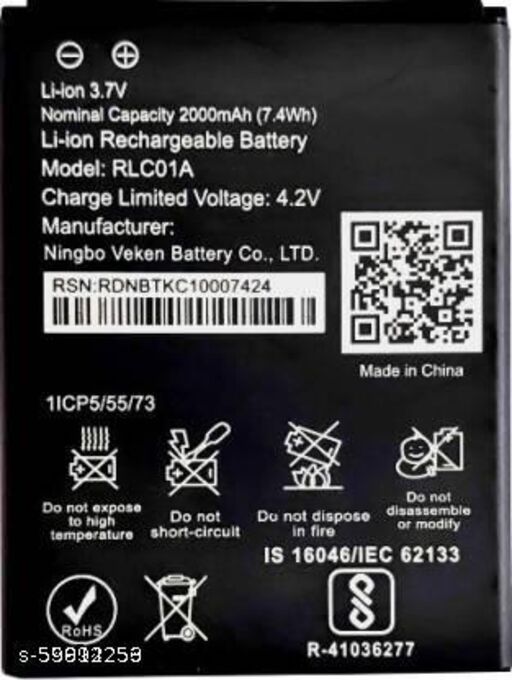 Li-ion 3.7V
Nominal Capacity 2000mAh (7.4Wh)
Li-ion Rechargeable Battery
Model: RLC01A
Charge Limited Voltage: 4.2V
Manufacturer:
Ningbo Veken Battery Co., LTD.
RSN:RDNBTKC10007424
Made in China
1ICP5/55/73
Do not expose
to high
temperature
Do not
short-circuit
Do not dispose
in fire
Do not
disassemble
or modify
IS 16046/IEC 62133
RoHS
R-41036277